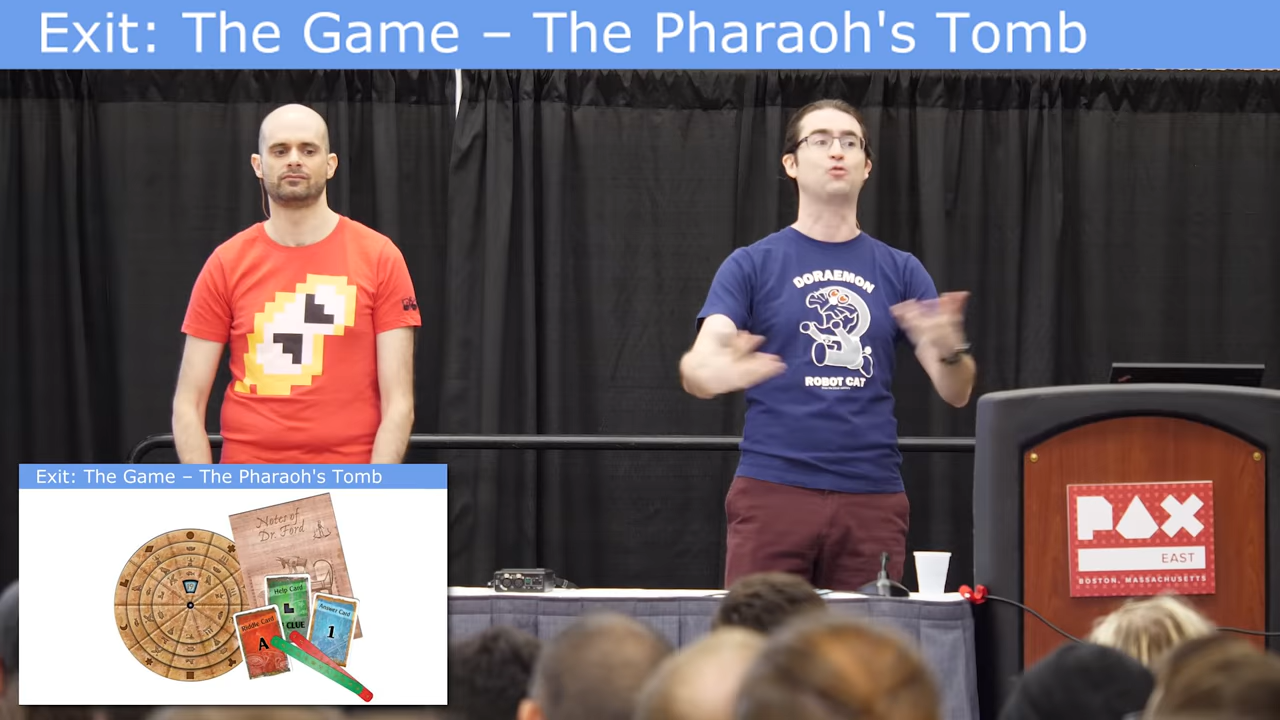 Exit: The Game – The Pharaoh's Tomb
DORAEMON
ROBOT CAT
Exit: The Game – The Pharaoh's Tomb
Notes of
Dr. Ford
Help Card
CLUE
Riddle Card
A
Answer Card
1
PAX
EAST
BOSTON, MASSACHUSETTS